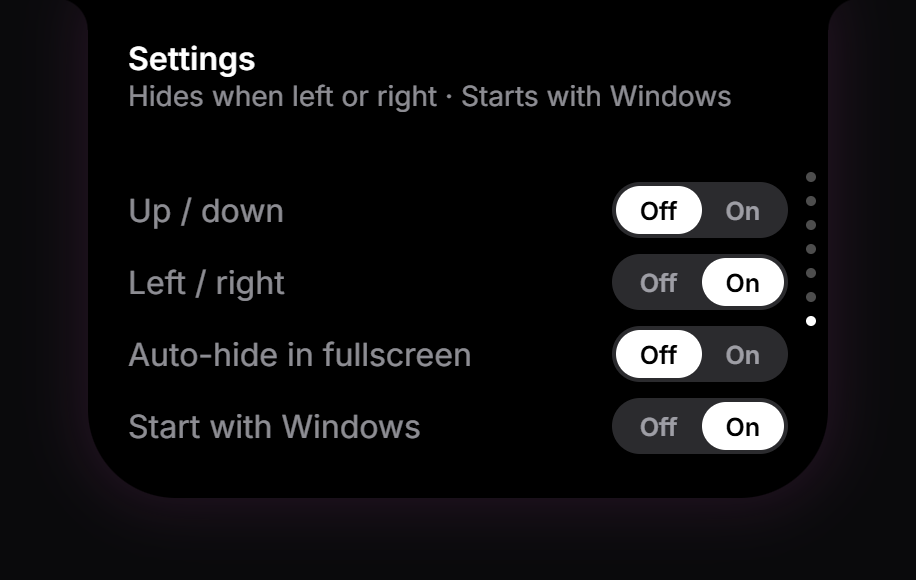 Settings
Hides when left or right · Starts with Windows
Up / down Off On
Left / right Off On
Auto-hide in fullscreen Off On
Start with Windows Off On